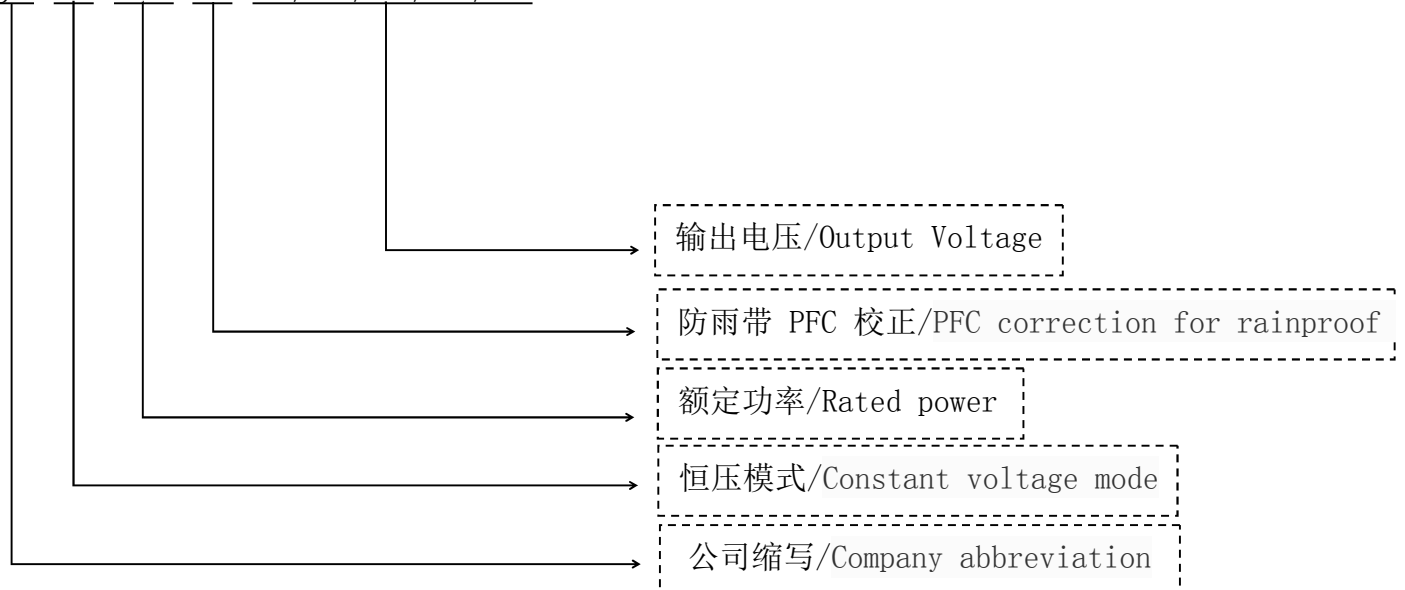 输出电压/Output Voltage
防雨带 PFC 校正/PFC correction for rainproof
额定功率/Rated power
恒压模式/Constant voltage mode
公司缩写/Company abbreviation